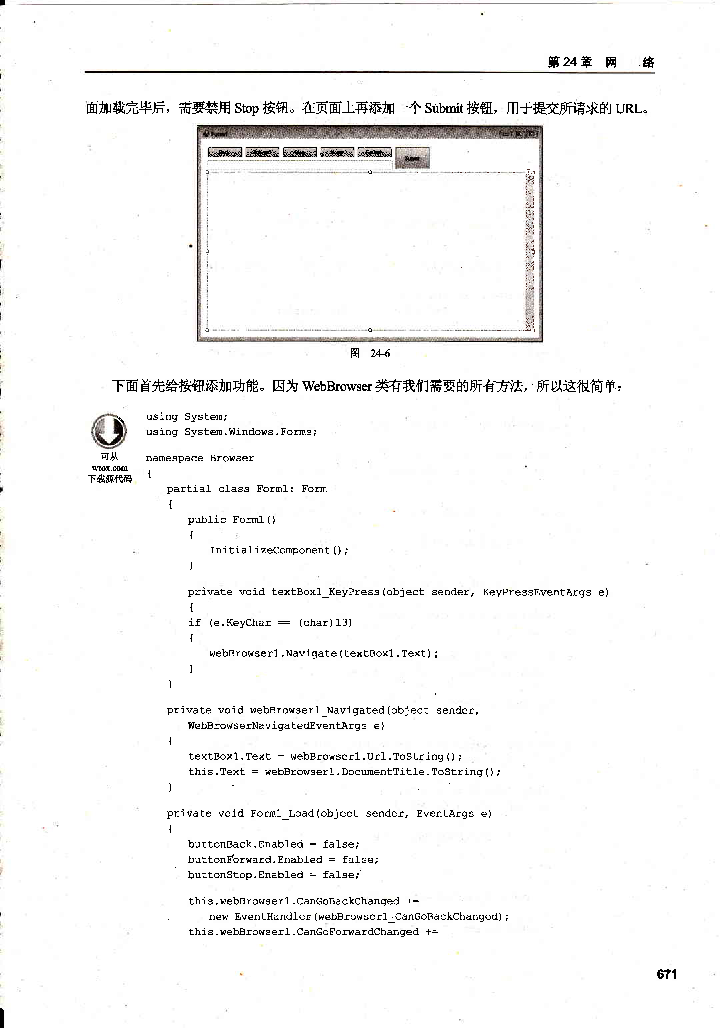 第 24 章 网 络
面加载完毕后，需要禁用 Stop 按钮。在页面上再添加一个 Submit 按钮，用于提交所请求的 URL。
图 24-6
下面首先给按钮添加功能。因为 WebBrowser 类有我们需要的所有方法，所以这很简单：
可从
wrox.com
下载源代码
using System;
using System.Windows.Forms;
namespace Browser
{
partial class Form1: Form
{
public Form1()
{
InitializeComponent();
}
private void textBox1_KeyPress(object sender, KeyPressEventArgs e)
{
if (e.KeyChar == (char)13)
{
webBrowser1.Navigate(textBox1.Text);
}
}
private void webBrowser1_Navigated(object sender,
WebBrowserNavigatedEventArgs e)
{
textBox1.Text = webBrowser1.Url.ToString();
this.Text = webBrowser1.DocumentTitle.ToString();
}
private void Form1_Load(object sender, EventArgs e)
{
buttonBack.Enabled = false;
buttonForward.Enabled = false;
buttonStop.Enabled = false;
this.webBrowser1.CanGoBackChanged +=
new EventHandler(webBrowser1_CanGoBackChanged);
this.webBrowser1.CanGoForwardChanged +=
671